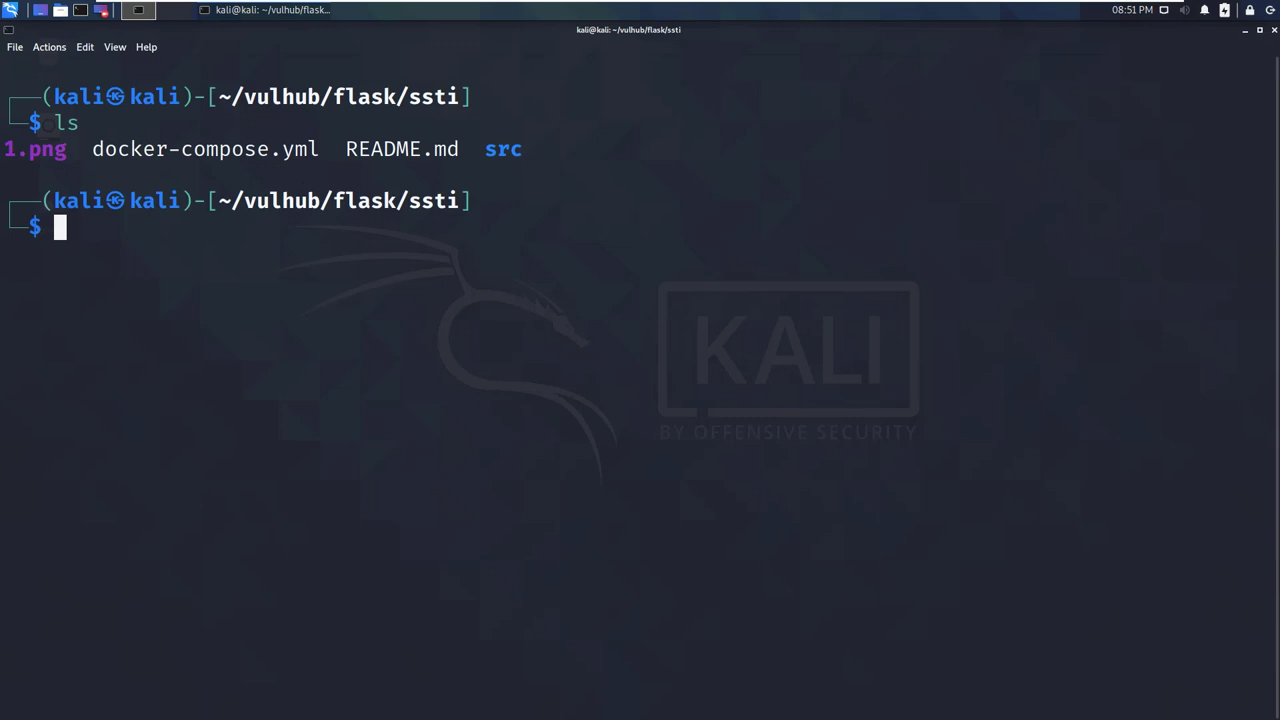 kali@kali: ~/vulhub/flask...
08:51 PM
kali@kali: ~/vulhub/flask/ssti
File Actions Edit View Help
(kali㉿kali)-[~/vulhub/flask/ssti]
$ ls
1.png docker-compose.yml README.md src
(kali㉿kali)-[~/vulhub/flask/ssti]
$
KALI
BY OFFENSIVE SECURITY